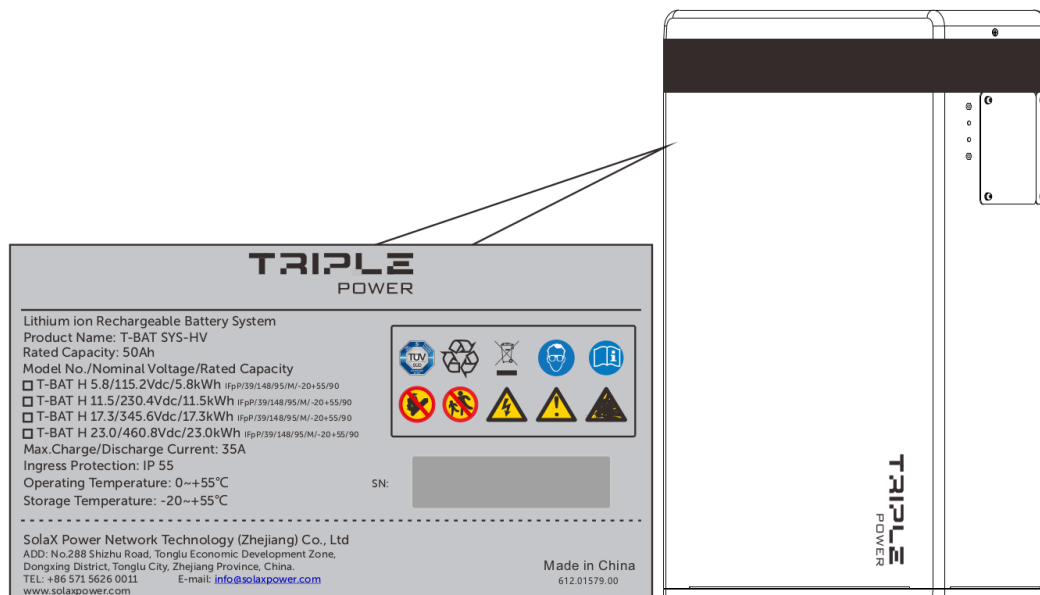 TRIPLE
POWER
Lithium ion Rechargeable Battery System
Product Name: T-BAT SYS-HV
Rated Capacity: 50Ah
Model No./Nominal Voltage/Rated Capacity
T-BAT H 5.8/115.2Vdc/5.8kWh IFpP/39/148/95/M/-20+55/90
T-BAT H 11.5/230.4Vdc/11.5kWh IFpP/39/148/95/M/-20+55/90
T-BAT H 17.3/345.6Vdc/17.3kWh IFpP/39/148/95/M/-20+55/90
T-BAT H 23.0/460.8Vdc/23.0kWh IFpP/39/148/95/M/-20+55/90
Max.Charge/Discharge Current: 35A
Ingress Protection: IP 55
Operating Temperature: 0~+55℃
Storage Temperature: -20~+55℃
TÜV
SN:
SolaX Power Network Technology (Zhejiang) Co., Ltd
ADD: No.288 Shizhu Road, Tonglu Economic Development Zone,
Dongxing District, Tonglu City, Zhejiang Province, China.
TEL: +86 571 5626 0011 E-mail: info@solaxpower.com
www.solaxpower.com
Made in China
612.01579.00
TRIPLE
POWER